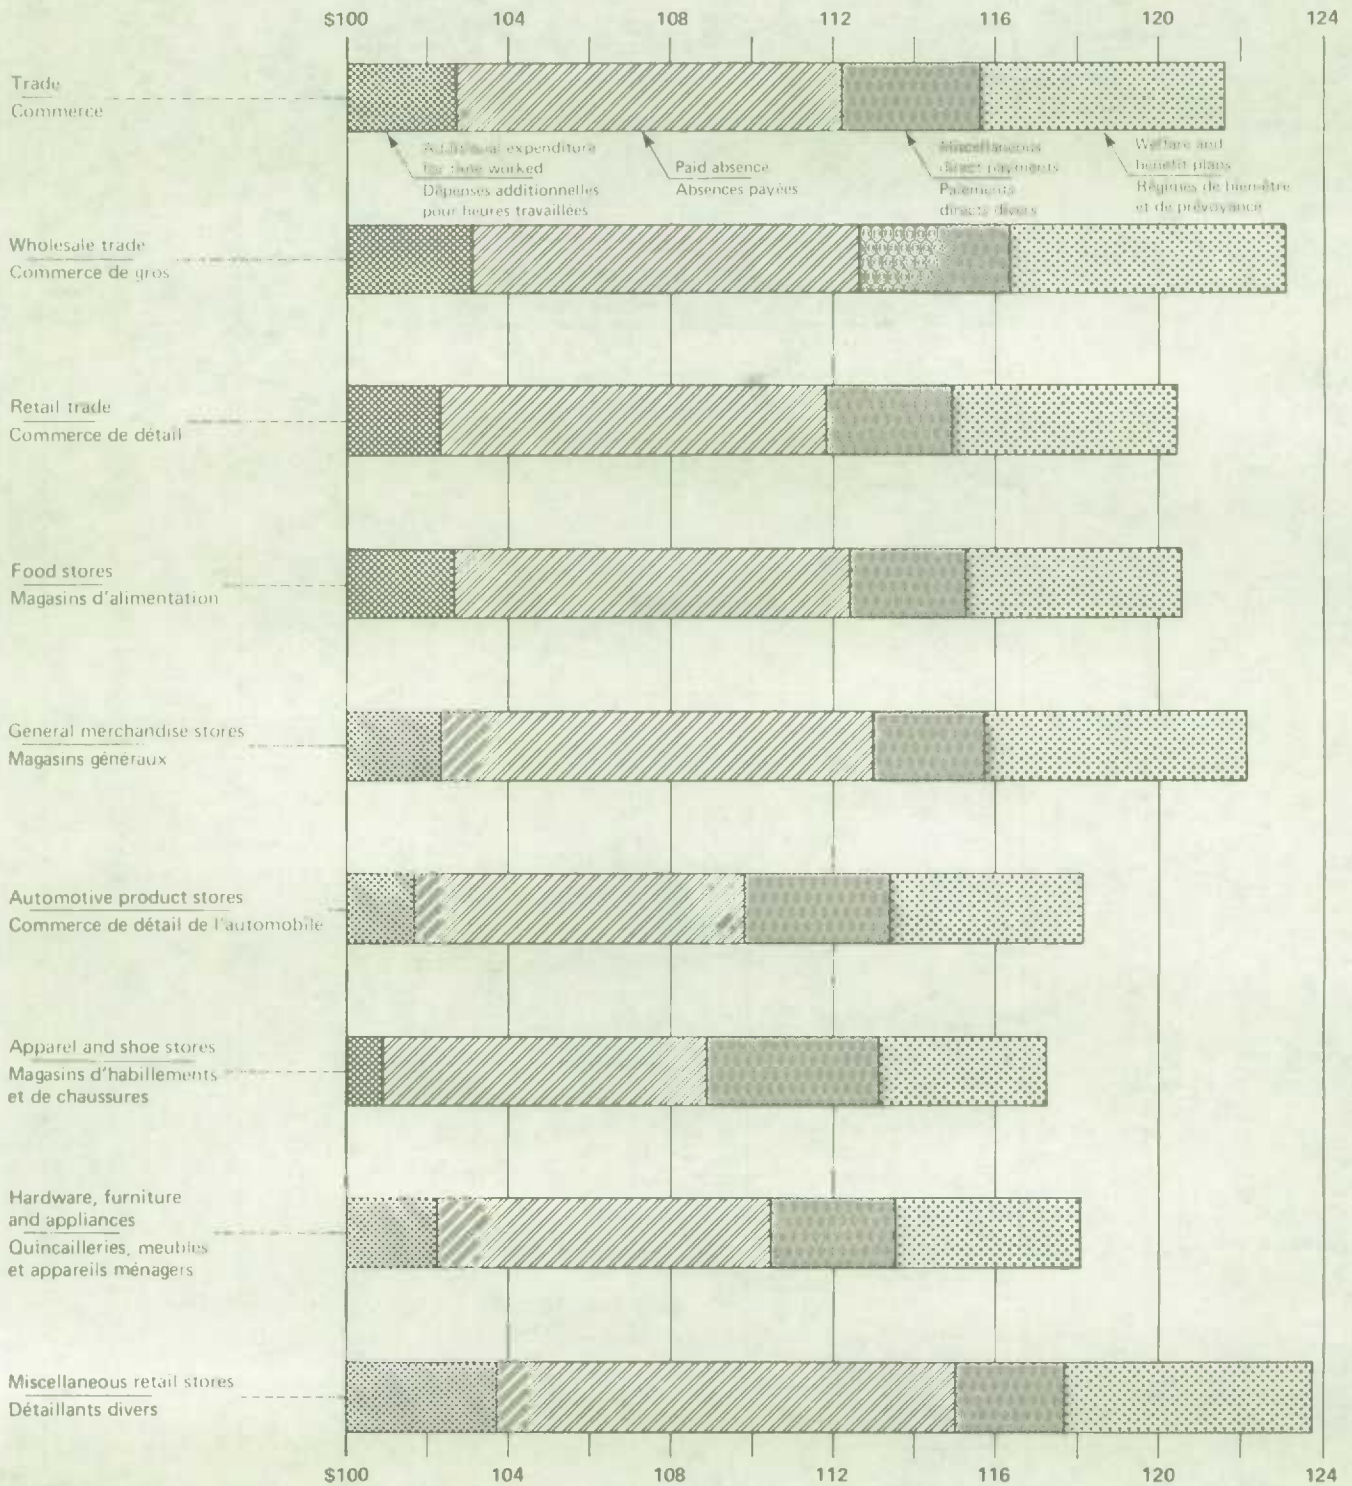 $100 104 108 112 116 120 124
Trade
Commerce
Additional expenditure
for time worked
Dépenses additionnelles
pour heures travaillées
Paid absence
Absences payées
Miscellaneous
direct payments
Paiements
directs divers
Welfare and
benefit plans
Régimes de bien-être
et de prévoyance
Wholesale trade
Commerce de gros
Retail trade
Commerce de détail
Food stores
Magasins d'alimentation
General merchandise stores
Magasins généraux
Automotive product stores
Commerce de détail de l'automobile
Apparel and shoe stores
Magasins d'habillements
et de chaussures
Hardware, furniture
and appliances
Quincailleries, meubles
et appareils ménagers
Miscellaneous retail stores
Détaillants divers
$100 104 108 112 116 120 124